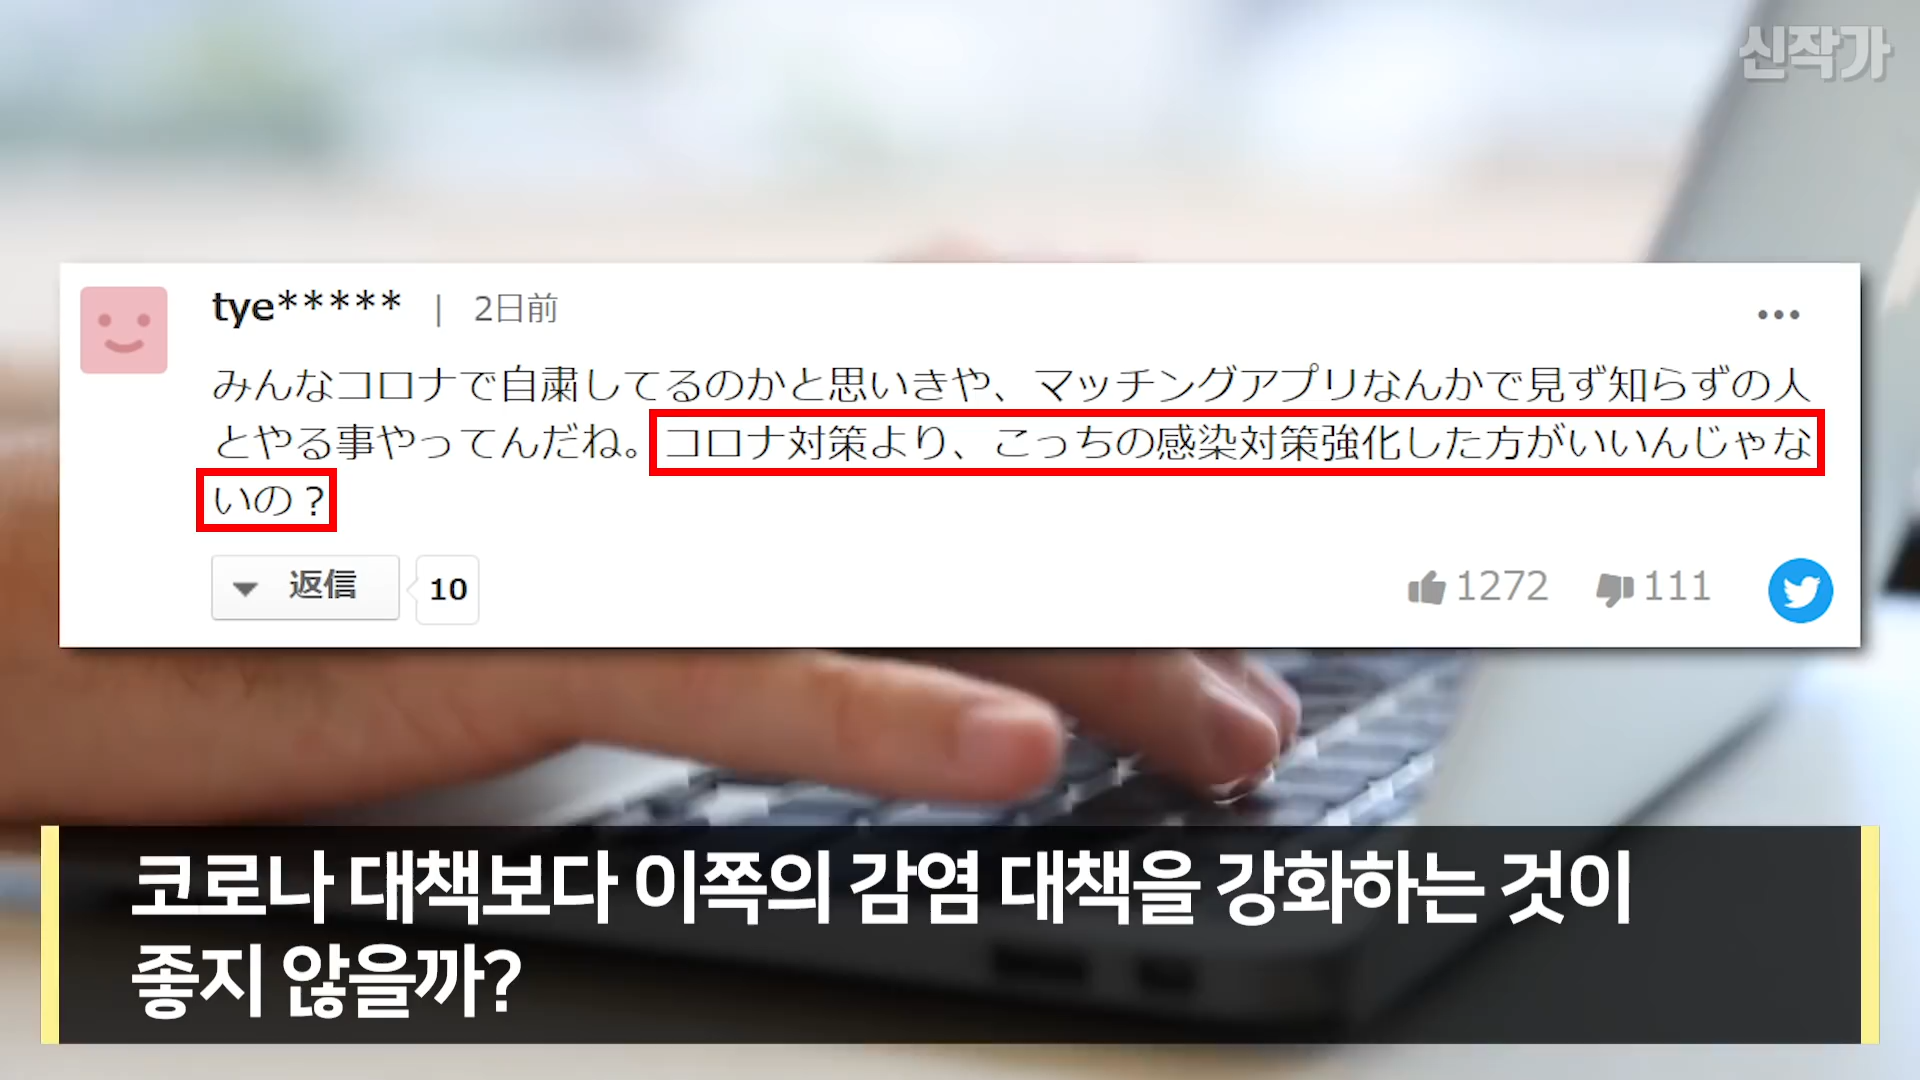 신작가
tye***** | 2日前
みんなコロナで自粛してるのかと思いきや、マッチングアプリなんかで見ず知らずの人
とやる事やってんだね。コロナ対策より、こっちの感染対策強化した方がいいんじゃな
いの？
返信 10
1272 111
코로나 대책보다 이쪽의 감염 대책을 강화하는 것이
좋지 않을까?